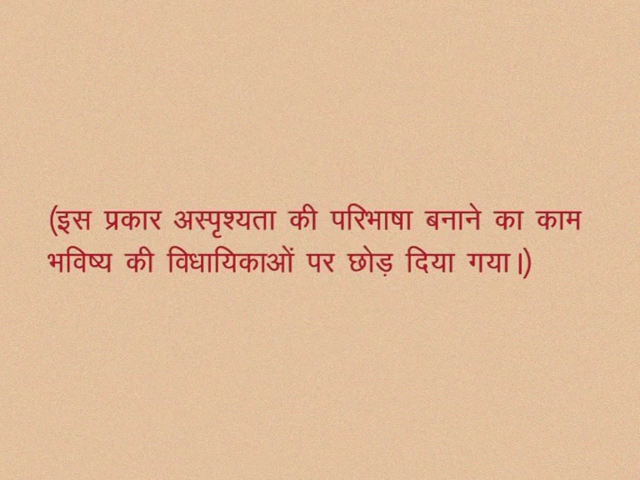 (इस प्रकार अस्पृश्यता की परिभाषा बनाने का काम
भविष्य की विधायिकाओं पर छोड़ दिया गया।)